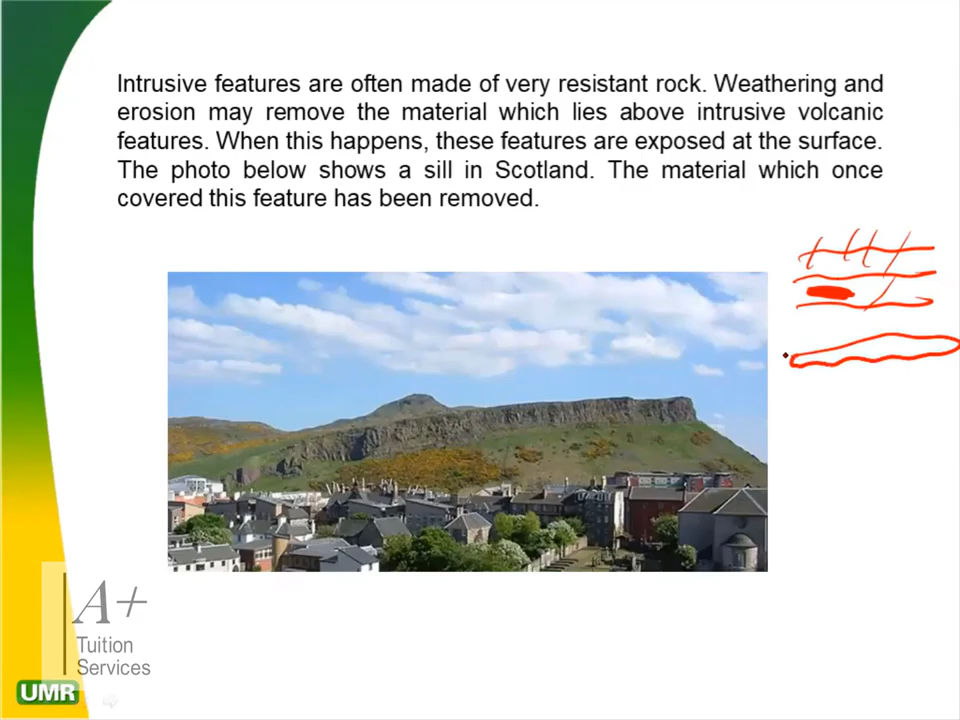 Intrusive features are often made of very resistant rock. Weathering and
erosion may remove the material which lies above intrusive volcanic
features. When this happens, these features are exposed at the surface.
The photo below shows a sill in Scotland. The material which once
covered this feature has been removed.
A+
Tuition
Services
UMR